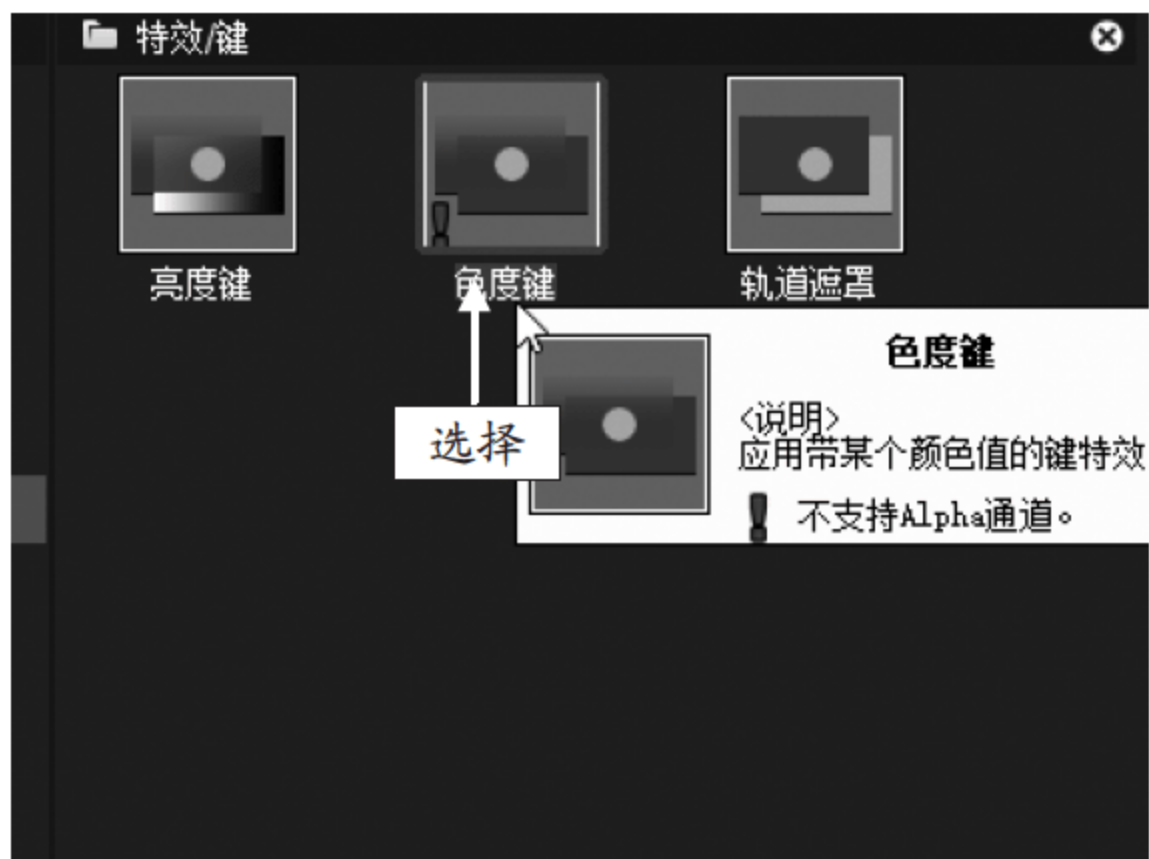 特效/键
亮度键
色度键
轨道遮罩
选择
色度键
<说明>
应用带某个颜色值的键特效
不支持Alpha通道。